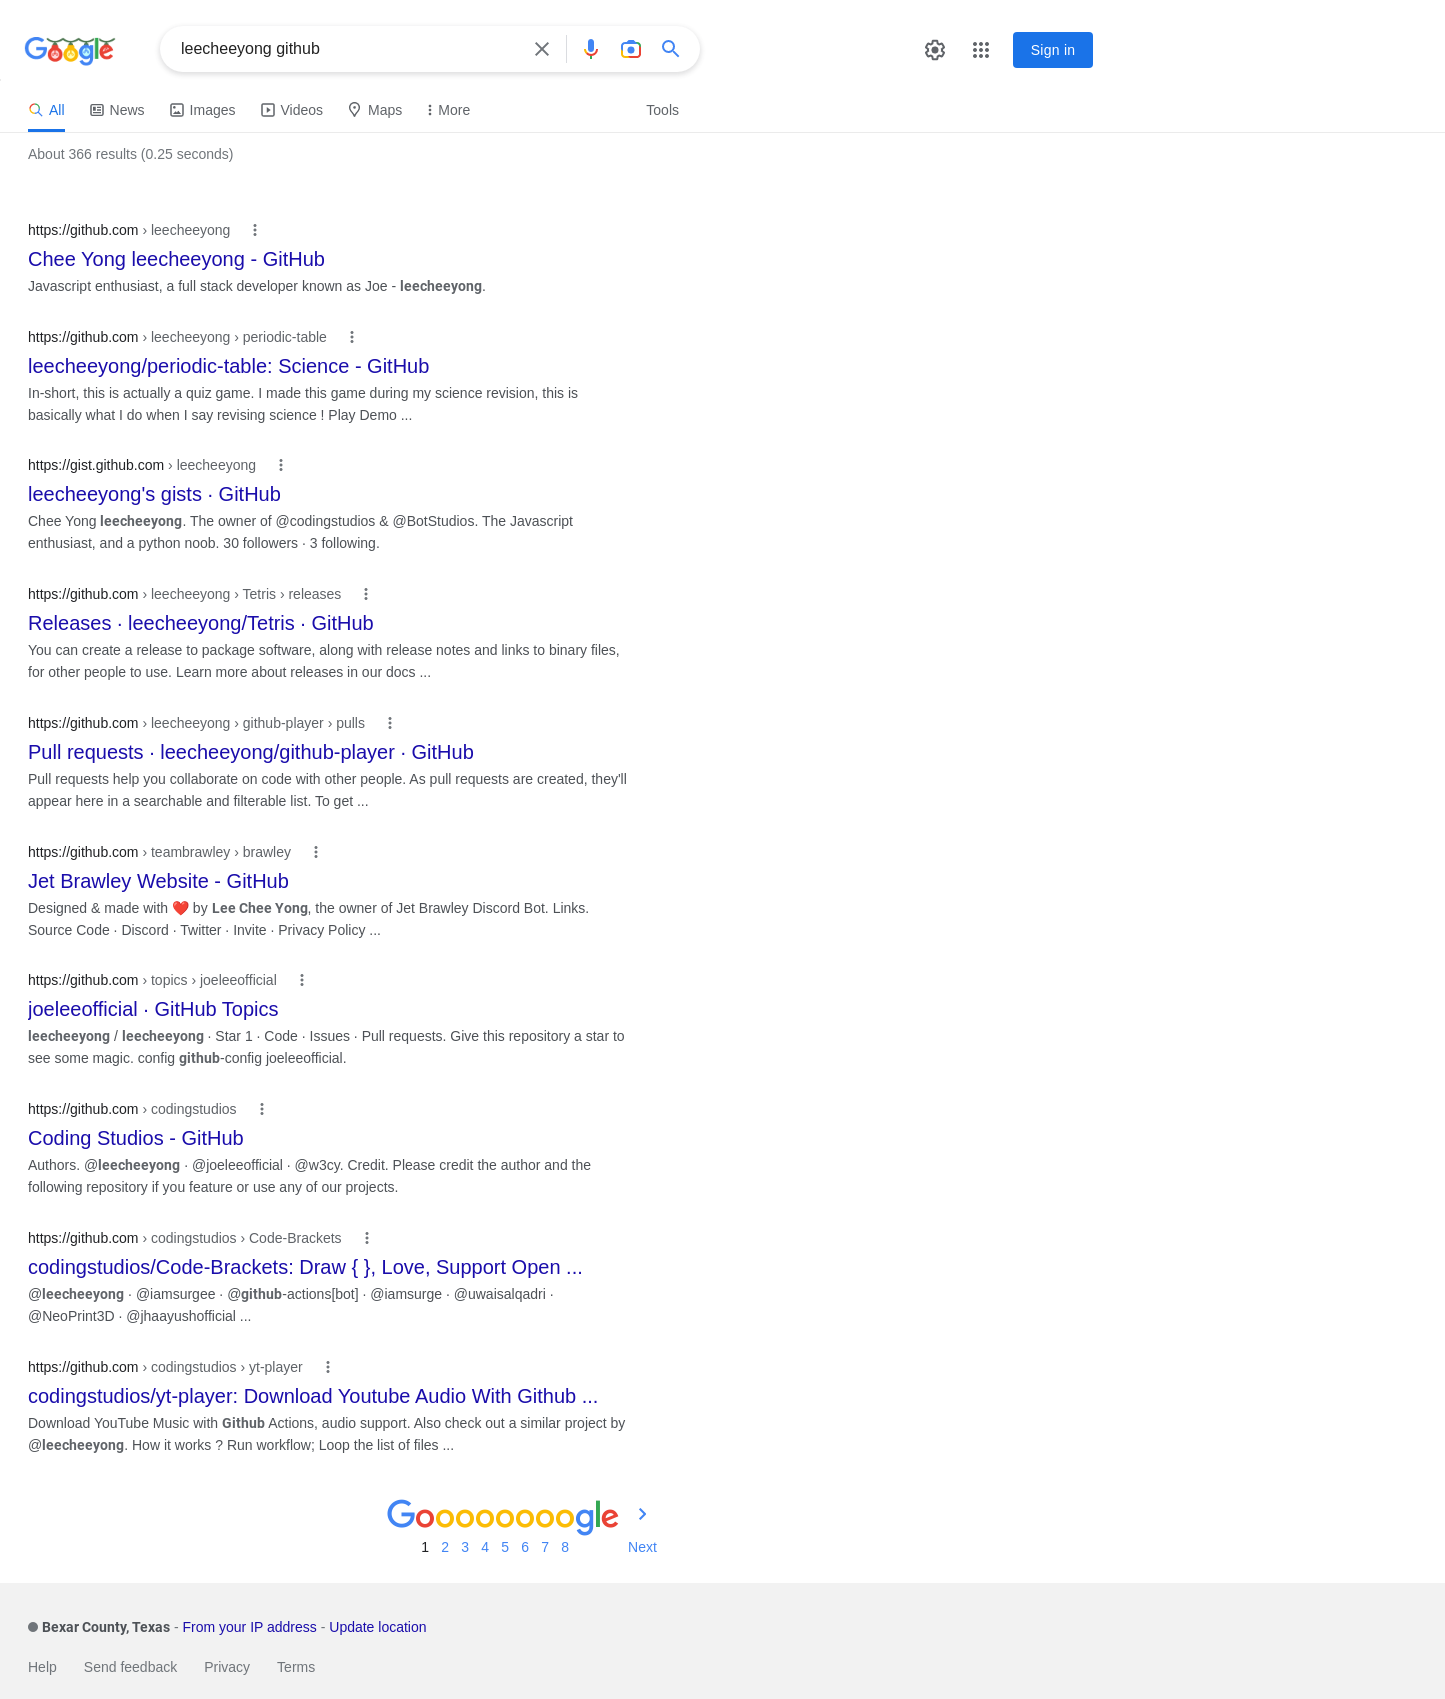 Google
leecheeyong github
Sign in
All
News
Images
Videos
Maps
More
Tools
About 366 results (0.25 seconds)
https://github.com › leecheeyong
Chee Yong leecheeyong - GitHub
Javascript enthusiast, a full stack developer known as Joe - leecheeyong.
https://github.com › leecheeyong › periodic-table
leecheeyong/periodic-table: Science - GitHub
In-short, this is actually a quiz game. I made this game during my science revision, this is
basically what I do when I say revising science ! Play Demo ...
https://gist.github.com › leecheeyong
leecheeyong's gists · GitHub
Chee Yong leecheeyong. The owner of @codingstudios & @BotStudios. The Javascript
enthusiast, and a python noob. 30 followers · 3 following.
https://github.com › leecheeyong › Tetris › releases
Releases · leecheeyong/Tetris · GitHub
You can create a release to package software, along with release notes and links to binary files,
for other people to use. Learn more about releases in our docs ...
https://github.com › leecheeyong › github-player › pulls
Pull requests · leecheeyong/github-player · GitHub
Pull requests help you collaborate on code with other people. As pull requests are created, they'll
appear here in a searchable and filterable list. To get ...
https://github.com › teambrawley › brawley
Jet Brawley Website - GitHub
Designed & made with ❤️ by Lee Chee Yong, the owner of Jet Brawley Discord Bot. Links.
Source Code · Discord · Twitter · Invite · Privacy Policy ...
https://github.com › topics › joeleeofficial
joeleeofficial · GitHub Topics
leecheeyong / leecheeyong · Star 1 · Code · Issues · Pull requests. Give this repository a star to
see some magic. config github-config joeleeofficial.
https://github.com › codingstudios
Coding Studios - GitHub
Authors. @leecheeyong · @joeleeofficial · @w3cy. Credit. Please credit the author and the
following repository if you feature or use any of our projects.
https://github.com › codingstudios › Code-Brackets
codingstudios/Code-Brackets: Draw { }, Love, Support Open ...
@leecheeyong · @iamsurgee · @github-actions[bot] · @iamsurge · @uwaisalqadri ·
@NeoPrint3D · @jhaayushofficial ...
https://github.com › codingstudios › yt-player
codingstudios/yt-player: Download Youtube Audio With Github ...
Download YouTube Music with Github Actions, audio support. Also check out a similar project by
@leecheeyong. How it works ? Run workflow; Loop the list of files ...
Goooooooogle
1 2 3 4 5 6 7 8 Next
Bexar County, Texas - From your IP address - Update location
Help Send feedback Privacy Terms